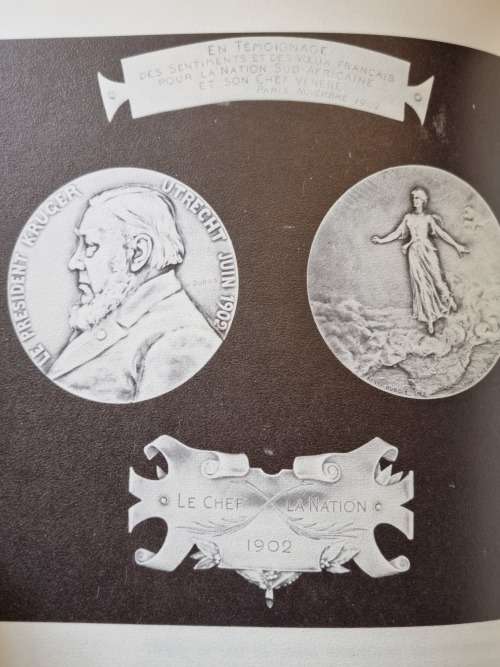 EN TÉMOIGNAGE
DES SENTIMENTS ET DES VŒUX FRANÇAIS
POUR LA NATION SUD-AFRICAINE
ET SON CHEF VÉNÉRÉ
PARIS NOVEMBRE
LE PRESIDENT KRUGER
UTRECHT JUIN 1902
LE CHEF LA NATION
1902